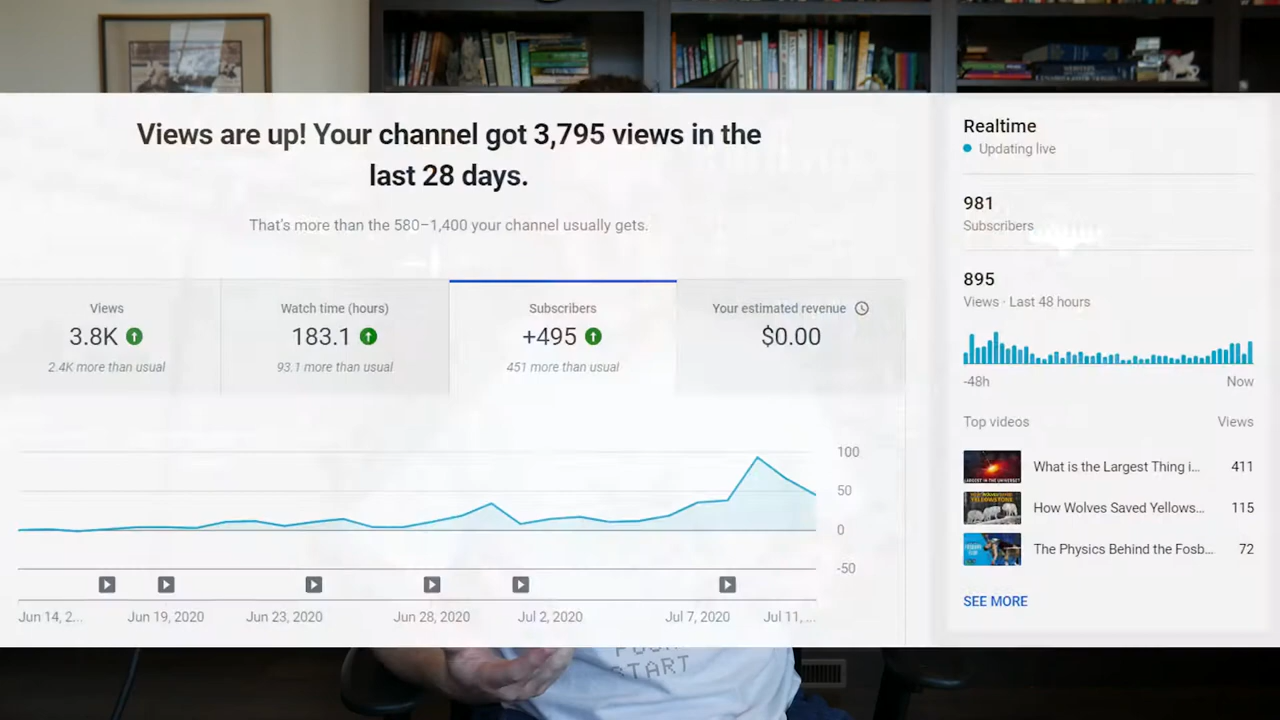 Views are up! Your channel got 3,795 views in the
last 28 days.
That's more than the 580–1,400 your channel usually gets.
Views
3.8K
2.4K more than usual
Watch time (hours)
183.1
93.1 more than usual
Subscribers
+495
451 more than usual
Your estimated revenue
$0.00
100
50
0
-50
Jun 14, 2...
Jun 19, 2020
Jun 23, 2020
Jun 28, 2020
Jul 2, 2020
Jul 7, 2020
Jul 11, ...
Realtime
Updating live
981
Subscribers
895
Views · Last 48 hours
-48h
Now
Top videos
Views
What is the Largest Thing i...
411
How Wolves Saved Yellows...
115
The Physics Behind the Fosb...
72
SEE MORE
START